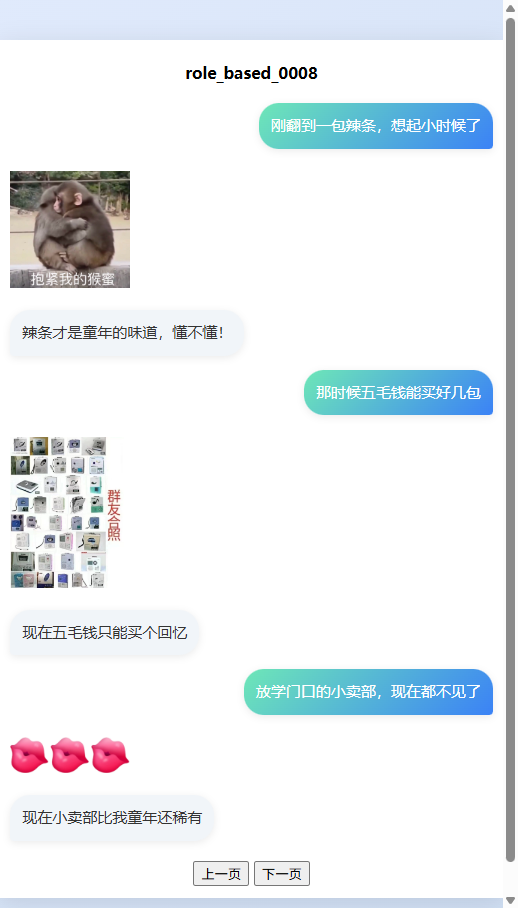 role_based_0008
刚翻到一包辣条，想起小时候了
抱紧我的猴蜜
辣条才是童年的味道，懂不懂！
那时候五毛钱能买好几包
群友合照
现在五毛钱只能买个回忆
放学门口的小卖部，现在都不见了
现在小卖部比我童年还稀有
上一页 下一页